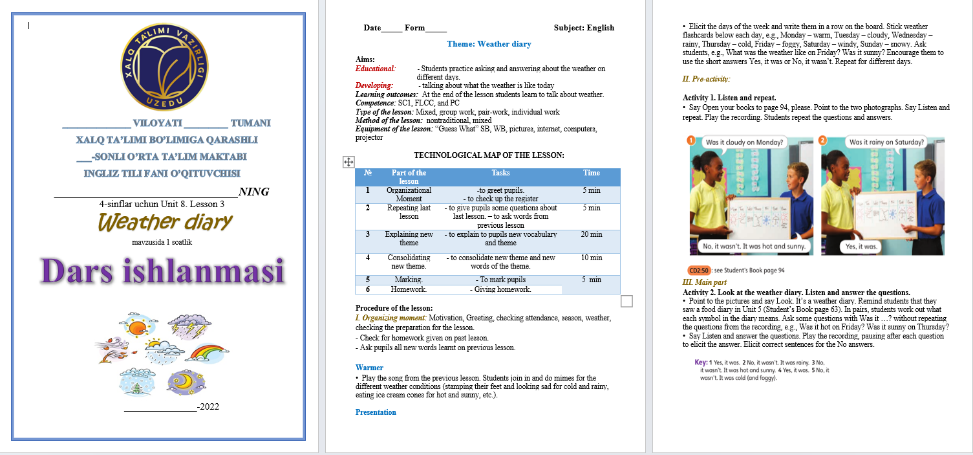 XALQ TA'LIMI VAZIRLIGI
UZEDU
____________ VILOYATI ________ TUMANI
XALQ TA'LIMI BO'LIMIGA QARASHLI
___-SONLI O'RTA TA'LIM MAKTABI
INGLIZ TILI FANI O'QITUVCHISI
______________________________NING
4-sinflar uchun Unit 8. Lesson 3
Weather diary
mavzusida 1 soatlik
Dars ishlanmasi
______________-2022
Date_____ Form_____ Subject: English
Theme: Weather diary
Aims:
Educational: - Students practice asking and answering about the weather on
different days.
Developing: - talking about what the weather is like today
Learning outcomes: At the end of the lesson students learn to talk about weather.
Competence: SC1, FLCC, and PC
Type of the lesson: Mixed, group work, pair-work, individual work
Method of the lesson: nontraditional, mixed
Equipment of the lesson: "Guess What" SB, WB, pictures, internet, computers,
projector
TECHNOLOGICAL MAP OF THE LESSON:
№ Part of the lesson Tasks Time
1 Organizational Moment -to greet pupils. - to check up the register 5 min
2 Repeating last lesson - to give pupils some questions about last lesson. – to ask words from previous lesson 5 min
3 Explaining new theme - to explain to pupils new vocabulary and theme 20 min
4 Consolidating new theme. - to consolidate new theme and new words of the theme. 10 min
5 Marking. - To mark pupils 5 min
6 Homework. - Giving homework.
Procedure of the lesson:
I. Organizing moment: Motivation, Greeting, checking attendance, season, weather,
checking the preparation for the lesson.
- Check for homework given on past lesson.
- Ask pupils all new words learnt on previous lesson.
Warmer
• Play the song from the previous lesson. Students join in and do mimes for the
different weather conditions (stamping their feet and looking sad for cold and rainy,
eating ice cream cones for hot and sunny, etc.).
Presentation
• Elicit the days of the week and write them in a row on the board. Stick weather
flashcards below each day, e.g., Monday – warm, Tuesday – cloudy, Wednesday –
rainy, Thursday – cold, Friday – foggy, Saturday – windy, Sunday – snowy. Ask
students, e.g., What was the weather like on Friday? Was it sunny? Encourage them to
use the short answers Yes, it was or No, it wasn't. Repeat for different days.
II. Pre-activity:
Activity 1. Listen and repeat.
• Say Open your books to page 94, please. Point to the two photographs. Say Listen and
repeat. Play the recording. Students repeat the questions and answers.
1 Was it cloudy on Monday?
No, it wasn't. It was hot and sunny.
2 Was it rainy on Saturday?
Yes, it was.
CD2:50 : see Student's Book page 94
III. Main part
Activity 2. Look at the weather diary. Listen and answer the questions.
• Point to the pictures and say Look. It's a weather diary. Remind students that they
saw a food diary in Unit 5 (Student's Book page 63). In pairs, students work out what
each symbol in the diary means. Ask some questions with Was it …? without repeating
the questions from the recording, e.g., Was it hot on Friday? Was it sunny on Thursday?
• Say Listen and answer the questions. Play the recording, pausing after each question
to elicit the answer. Elicit correct sentences for the No answers.
Key: 1 Yes, it was. 2 No, it wasn't. It was rainy. 3 No,
it wasn't. It was hot and sunny. 4 Yes, it was. 5 No, it
wasn't. It was cold (and foggy).